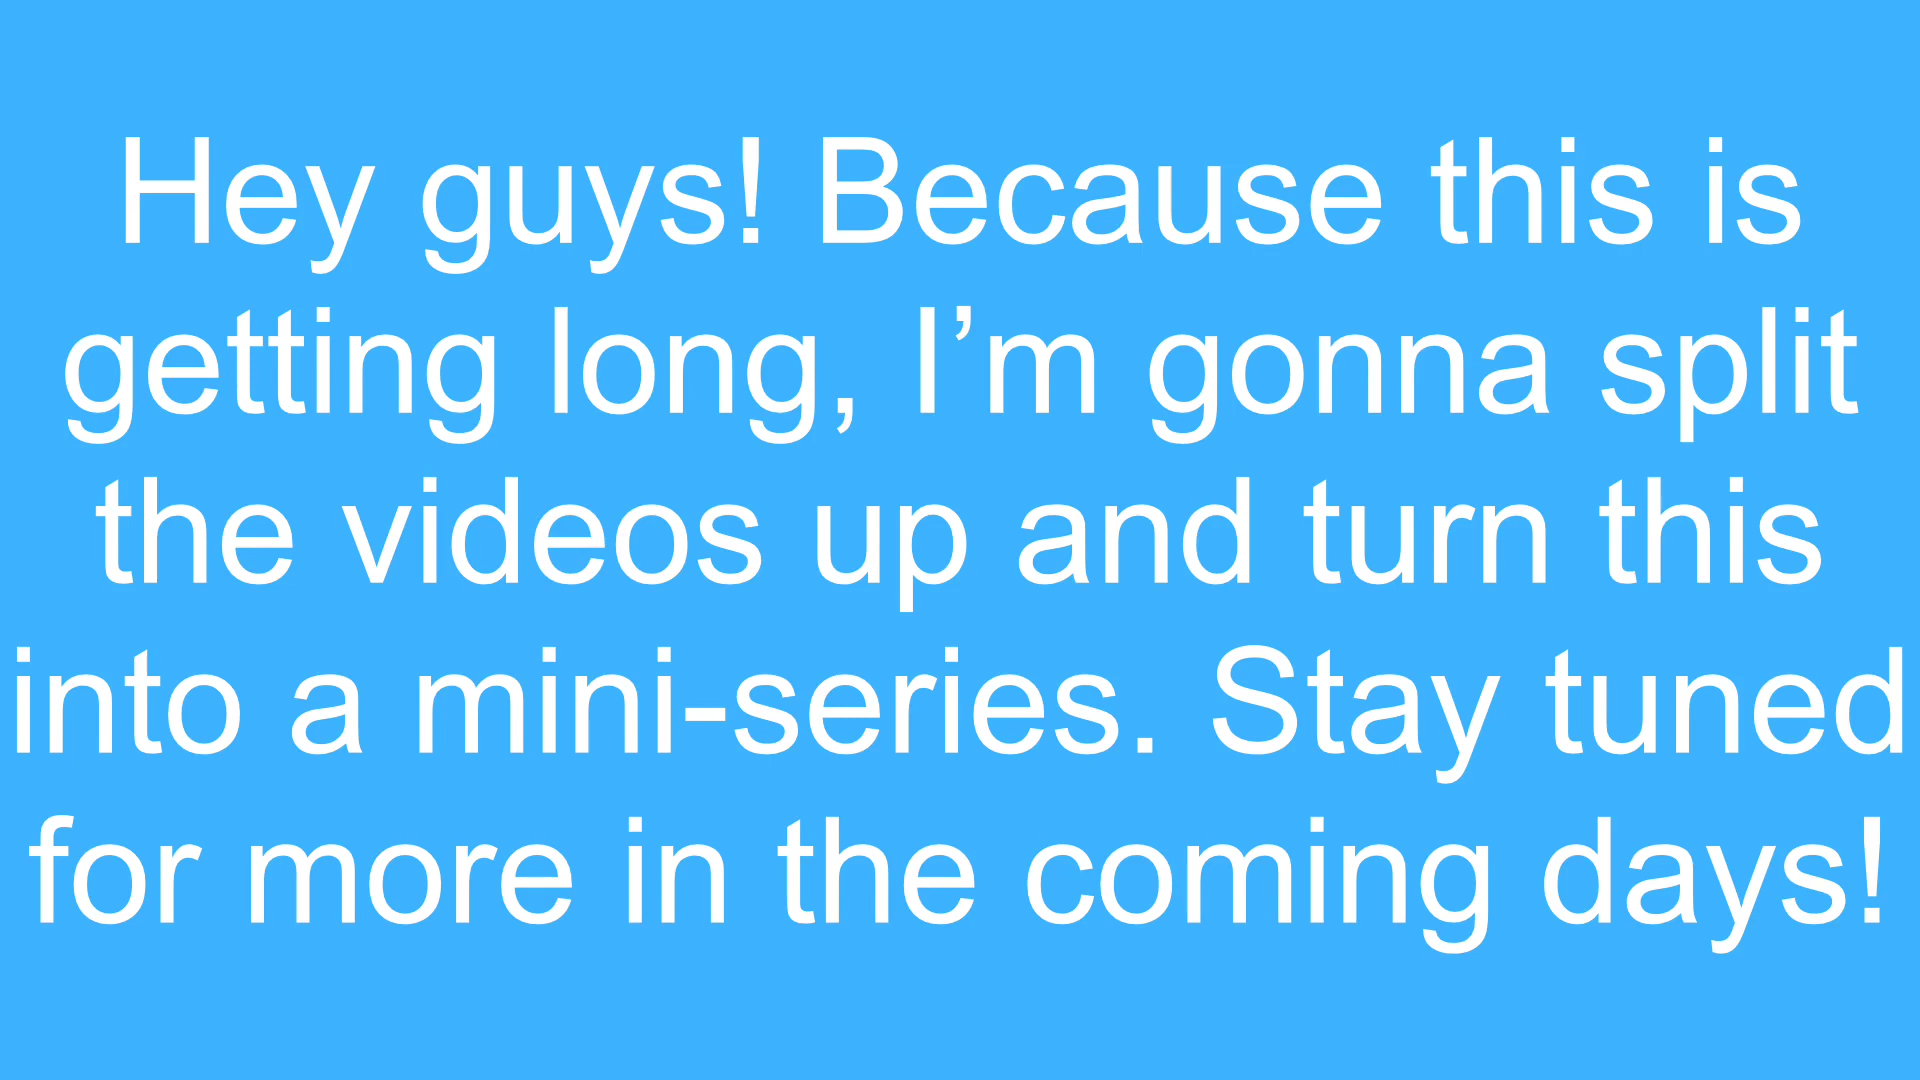 Hey guys! Because this is
getting long, I’m gonna split
the videos up and turn this
into a mini-series. Stay tuned
for more in the coming days!